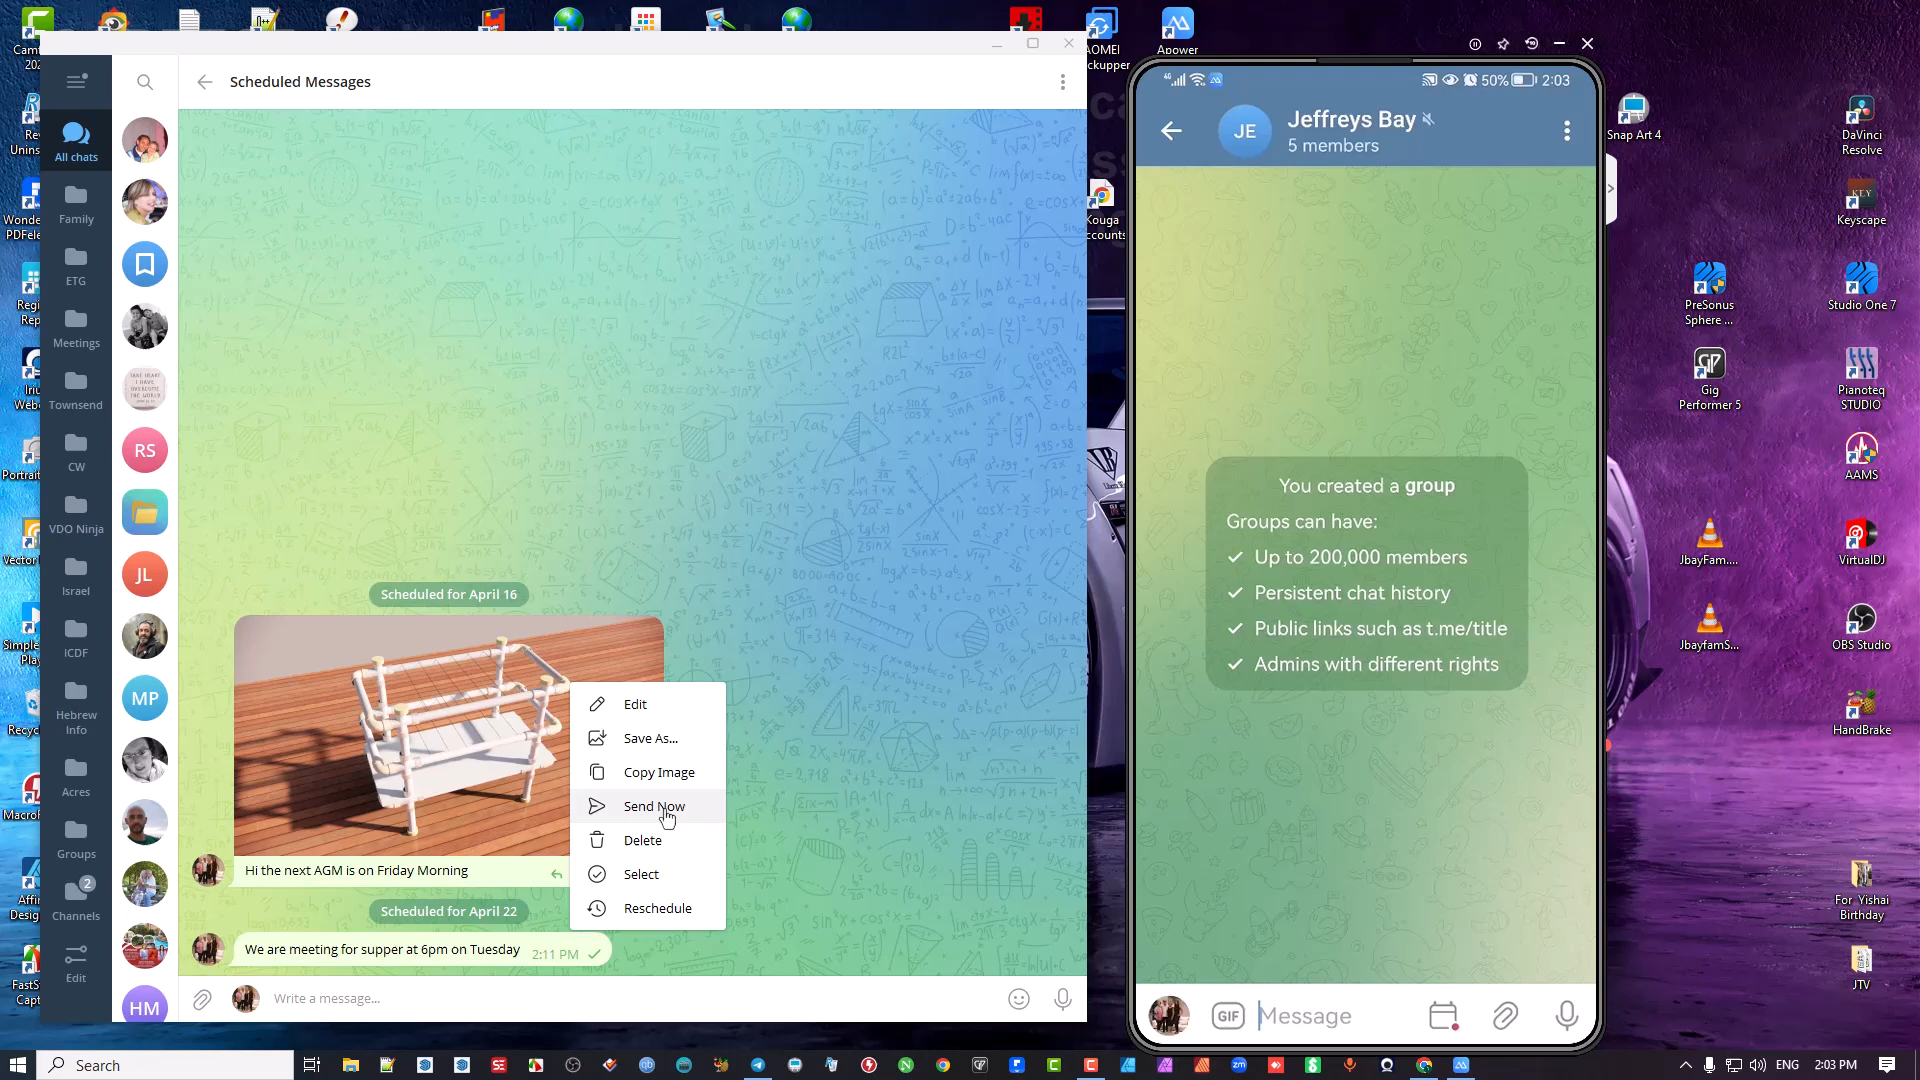 Scheduled Messages
All chats
Family
ETG
Meetings
Townsend
CW
VDO Ninja
Israel
ICDF
Hebrew
Info
Acres
Groups
2
Channels
Edit
RS
JL
MP
HM
Scheduled for April 16
Hi the next AGM is on Friday Morning
Edit
Save As...
Copy Image
Send Now
Delete
Select
Reschedule
Scheduled for April 22
We are meeting for supper at 6pm on Tuesday
2:11 PM
Write a message...
AOMEI
Apower
Kouga
50%
2:03
JE
Jeffreys Bay
5 members
You created a group
Groups can have:
Up to 200,000 members
Persistent chat history
Public links such as t.me/title
Admins with different rights
GIF
Message
Snap Art 4
DaVinci
Resolve
KEY
Keyscape
PreSonus
Sphere ...
Studio One 7
Gig
Performer 5
Pianoteq
STUDIO
AAMS
JbayFam....
VirtualDJ
JbayfamS...
OBS Studio
HandBrake
For Yishai
Birthday
JTV
Search
ENG
2:03 PM